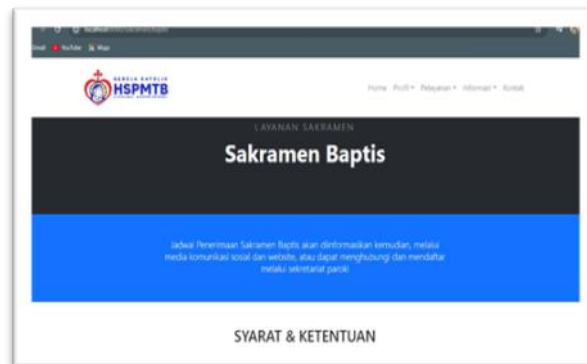 YouTube Maps
GEREJA KATOLIK
HSPMTB
Home Profil Pelayanan Informasi Kontak
LAYANAN SAKRAMEN
Sakramen Baptis
Jadwal Penerimaan Sakramen Baptis akan diinformasikan kemudian, melalui
media komunikasi sosial dan website, atau dapat menghubungi dan mendaftar
melalui sekretariat paroki
SYARAT & KETENTUAN